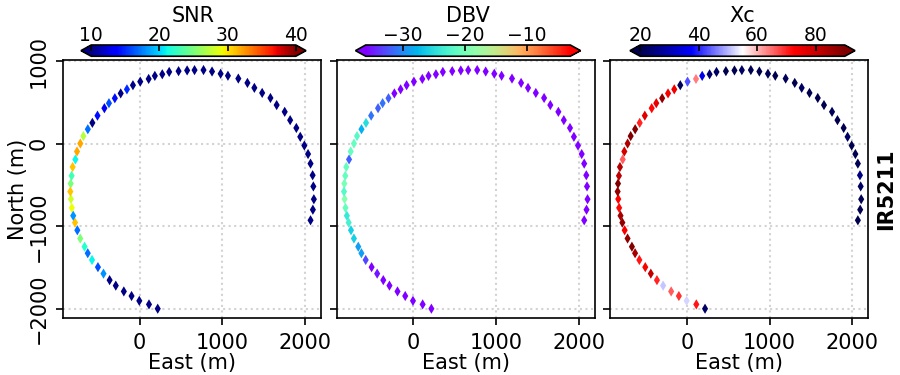 SNR DBV Xc
10 20 30 40 −30 −20 −10 20 40 60 80
1000
0
−1000
−2000
North (m)
IR5211
0 1000 2000 0 1000 2000 0 1000 2000
East (m) East (m) East (m)